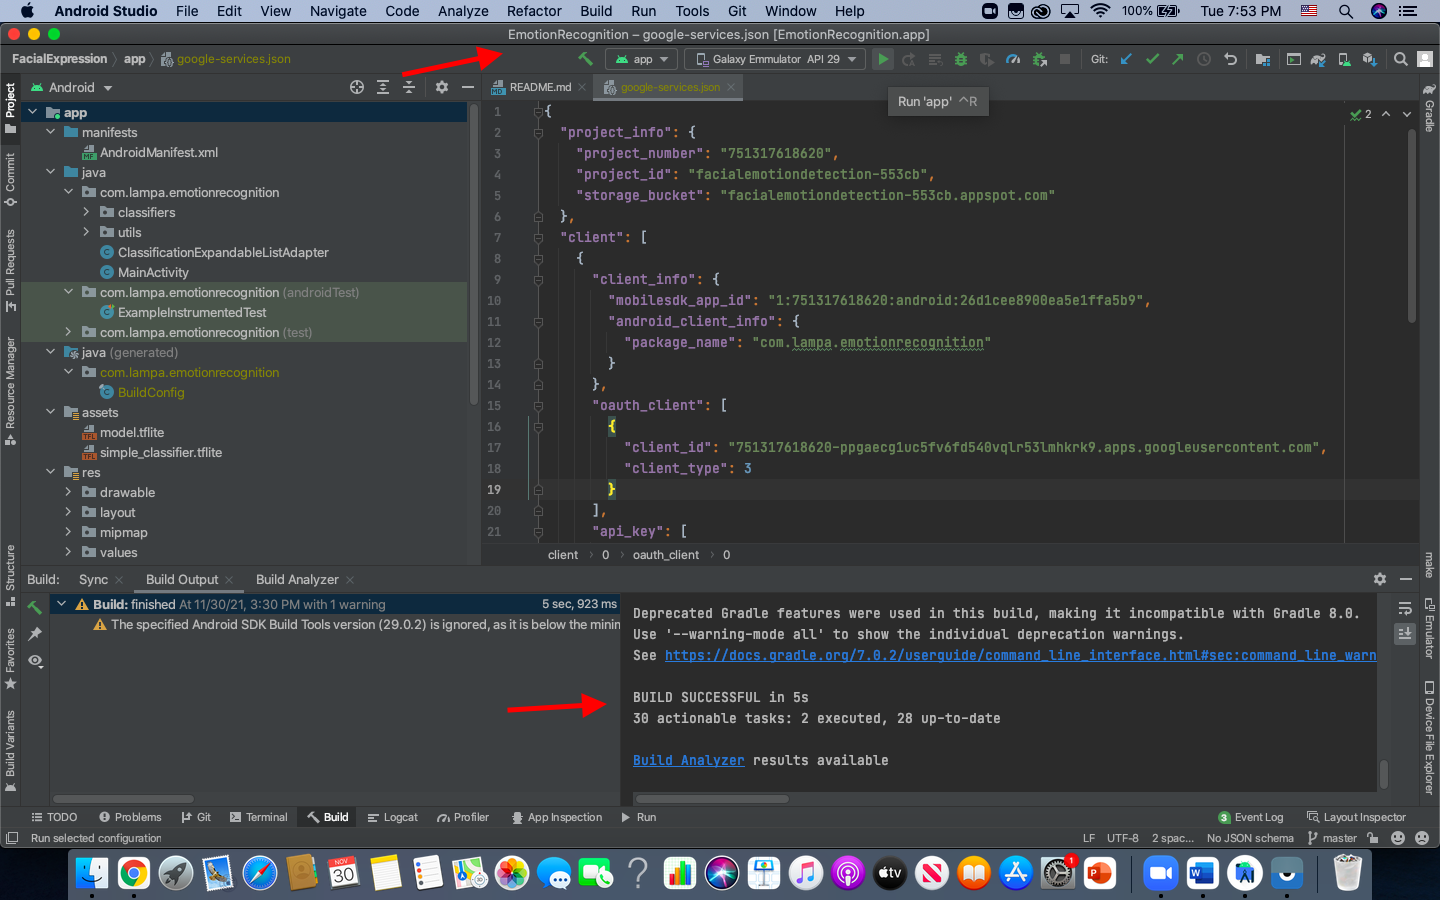 Android Studio File Edit View Navigate Code Analyze Refactor Build Run Tools Git Window Help 100% Tue 7:53 PM
EmotionRecognition – google-services.json [EmotionRecognition.app]
FacialExpression app google-services.json app Galaxy Emmulator API 29 Git:
Android README.md google-services.json
Run 'app' ^R
Project
Commit
Pull Requests
Resource Manager
Structure
Favorites
Build Variants
app
manifests
AndroidManifest.xml
java
com.lampa.emotionrecognition
classifiers
utils
ClassificationExpandableListAdapter
MainActivity
com.lampa.emotionrecognition (androidTest)
ExampleInstrumentedTest
com.lampa.emotionrecognition (test)
java (generated)
com.lampa.emotionrecognition
BuildConfig
assets
model.tflite
simple_classifier.tflite
res
drawable
layout
mipmap
values
2
1 {
2 "project_info": {
3 "project_number": "751317618620",
4 "project_id": "facialemotiondetection-553cb",
5 "storage_bucket": "facialemotiondetection-553cb.appspot.com"
6 },
7 "client": [
8 {
9 "client_info": {
10 "mobilesdk_app_id": "1:751317618620:android:26d1cee8900ea5e1ffa5b9",
11 "android_client_info": {
12 "package_name": "com.lampa.emotionrecognition"
13 }
14 },
15 "oauth_client": [
16 {
17 "client_id": "751317618620-ppgaecg1uc5fv6fd540vqlr53lmhkrk9.apps.googleusercontent.com",
18 "client_type": 3
19 }
20 ],
21 "api_key": [
client 0 oauth_client 0
Gradle
make
Emulator
Device File Explorer
Build: Sync Build Output Build Analyzer
Build: finished At 11/30/21, 3:30 PM with 1 warning 5 sec, 923 ms
The specified Android SDK Build Tools version (29.0.2) is ignored, as it is below the minin
Deprecated Gradle features were used in this build, making it incompatible with Gradle 8.0.
Use '--warning-mode all' to show the individual deprecation warnings.
See https://docs.gradle.org/7.0.2/userguide/command_line_interface.html#sec:command_line_warn
BUILD SUCCESSFUL in 5s
30 actionable tasks: 2 executed, 28 up-to-date
Build Analyzer results available
TODO Problems Git Terminal Build Logcat Profiler App Inspection Run 3 Event Log Layout Inspector
Run selected configuration LF UTF-8 2 spac... No JSON schema master
NOV
30
tv
1